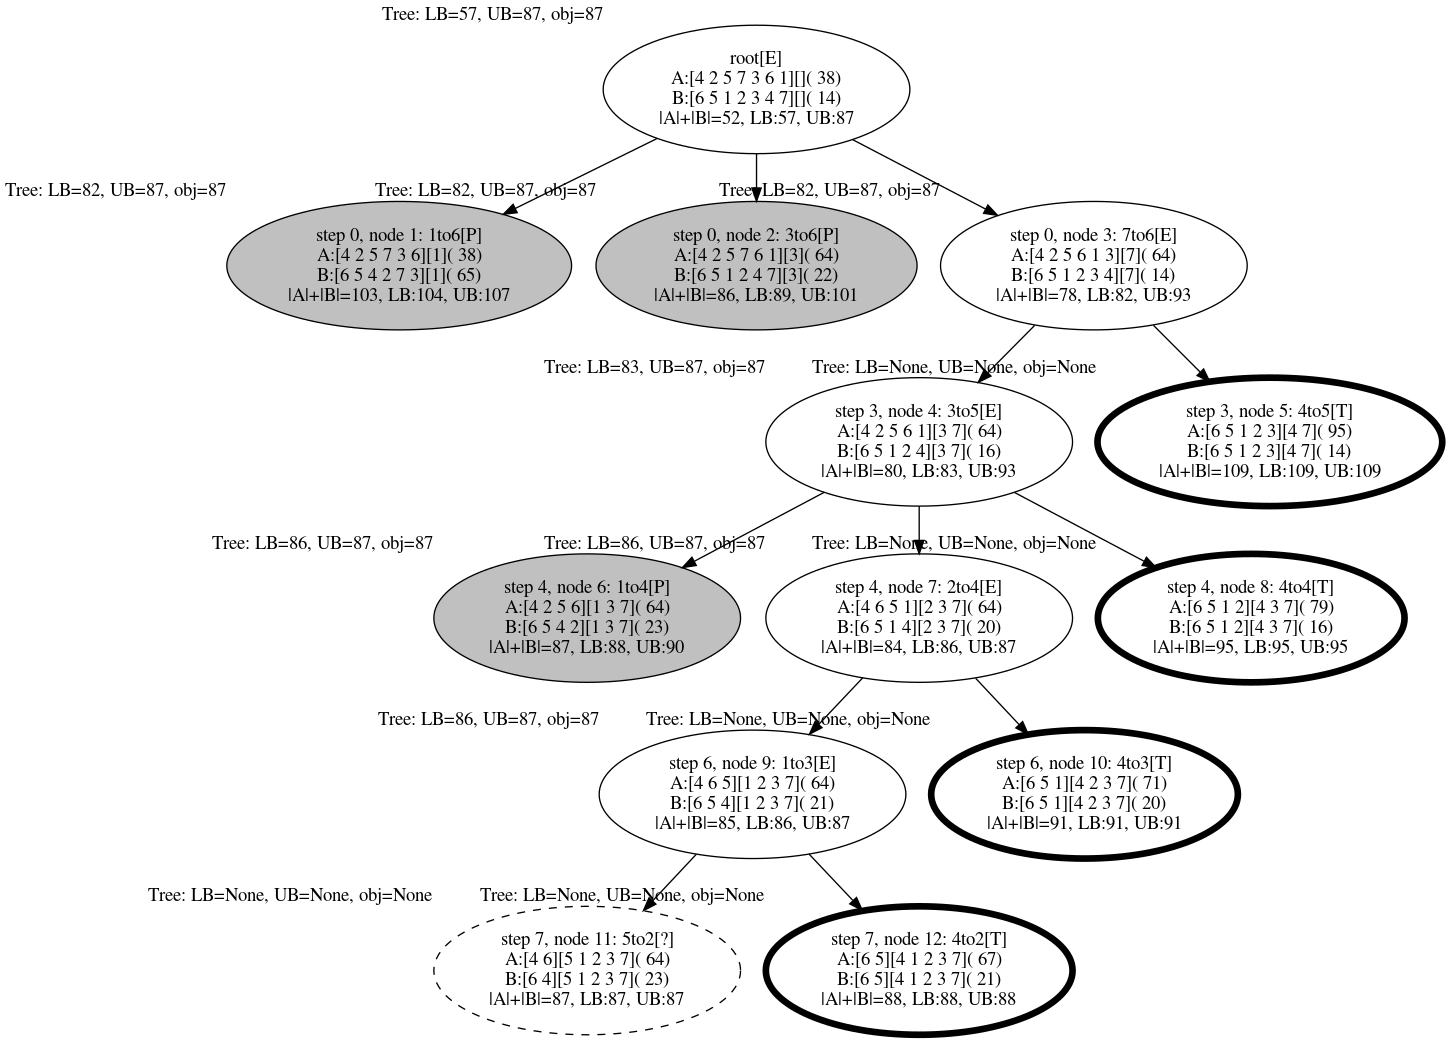 Tree: LB=57, UB=87, obj=87
root[E]
A:[4 2 5 7 3 6 1][]( 38)
B:[6 5 1 2 3 4 7][]( 14)
|A|+|B|=52, LB:57, UB:87
Tree: LB=82, UB=87, obj=87
step 0, node 1: 1to6[P]
A:[4 2 5 7 3 6][1]( 38)
B:[6 5 4 2 7 3][1]( 65)
|A|+|B|=103, LB:104, UB:107
Tree: LB=82, UB=87, obj=87
step 0, node 2: 3to6[P]
A:[4 2 5 7 6 1][3]( 64)
B:[6 5 1 2 4 7][3]( 22)
|A|+|B|=86, LB:89, UB:101
Tree: LB=82, UB=87, obj=87
step 0, node 3: 7to6[E]
A:[4 2 5 6 1 3][7]( 64)
B:[6 5 1 2 3 4][7]( 14)
|A|+|B|=78, LB:82, UB:93
Tree: LB=83, UB=87, obj=87
step 3, node 4: 3to5[E]
A:[4 2 5 6 1][3 7]( 64)
B:[6 5 1 2 4][3 7]( 16)
|A|+|B|=80, LB:83, UB:93
Tree: LB=None, UB=None, obj=None
step 3, node 5: 4to5[T]
A:[6 5 1 2 3][4 7]( 95)
B:[6 5 1 2 3][4 7]( 14)
|A|+|B|=109, LB:109, UB:109
Tree: LB=86, UB=87, obj=87
step 4, node 6: 1to4[P]
A:[4 2 5 6][1 3 7]( 64)
B:[6 5 4 2][1 3 7]( 23)
|A|+|B|=87, LB:88, UB:90
Tree: LB=86, UB=87, obj=87
step 4, node 7: 2to4[E]
A:[4 6 5 1][2 3 7]( 64)
B:[6 5 1 4][2 3 7]( 20)
|A|+|B|=84, LB:86, UB:87
Tree: LB=None, UB=None, obj=None
step 4, node 8: 4to4[T]
A:[6 5 1 2][4 3 7]( 79)
B:[6 5 1 2][4 3 7]( 16)
|A|+|B|=95, LB:95, UB:95
Tree: LB=86, UB=87, obj=87
step 6, node 9: 1to3[E]
A:[4 6 5][1 2 3 7]( 64)
B:[6 5 4][1 2 3 7]( 21)
|A|+|B|=85, LB:86, UB:87
Tree: LB=None, UB=None, obj=None
step 6, node 10: 4to3[T]
A:[6 5 1][4 2 3 7]( 71)
B:[6 5 1][4 2 3 7]( 20)
|A|+|B|=91, LB:91, UB:91
Tree: LB=None, UB=None, obj=None
step 7, node 11: 5to2[?]
A:[4 6][5 1 2 3 7]( 64)
B:[6 4][5 1 2 3 7]( 23)
|A|+|B|=87, LB:87, UB:87
Tree: LB=None, UB=None, obj=None
step 7, node 12: 4to2[T]
A:[6 5][4 1 2 3 7]( 67)
B:[6 5][4 1 2 3 7]( 21)
|A|+|B|=88, LB:88, UB:88